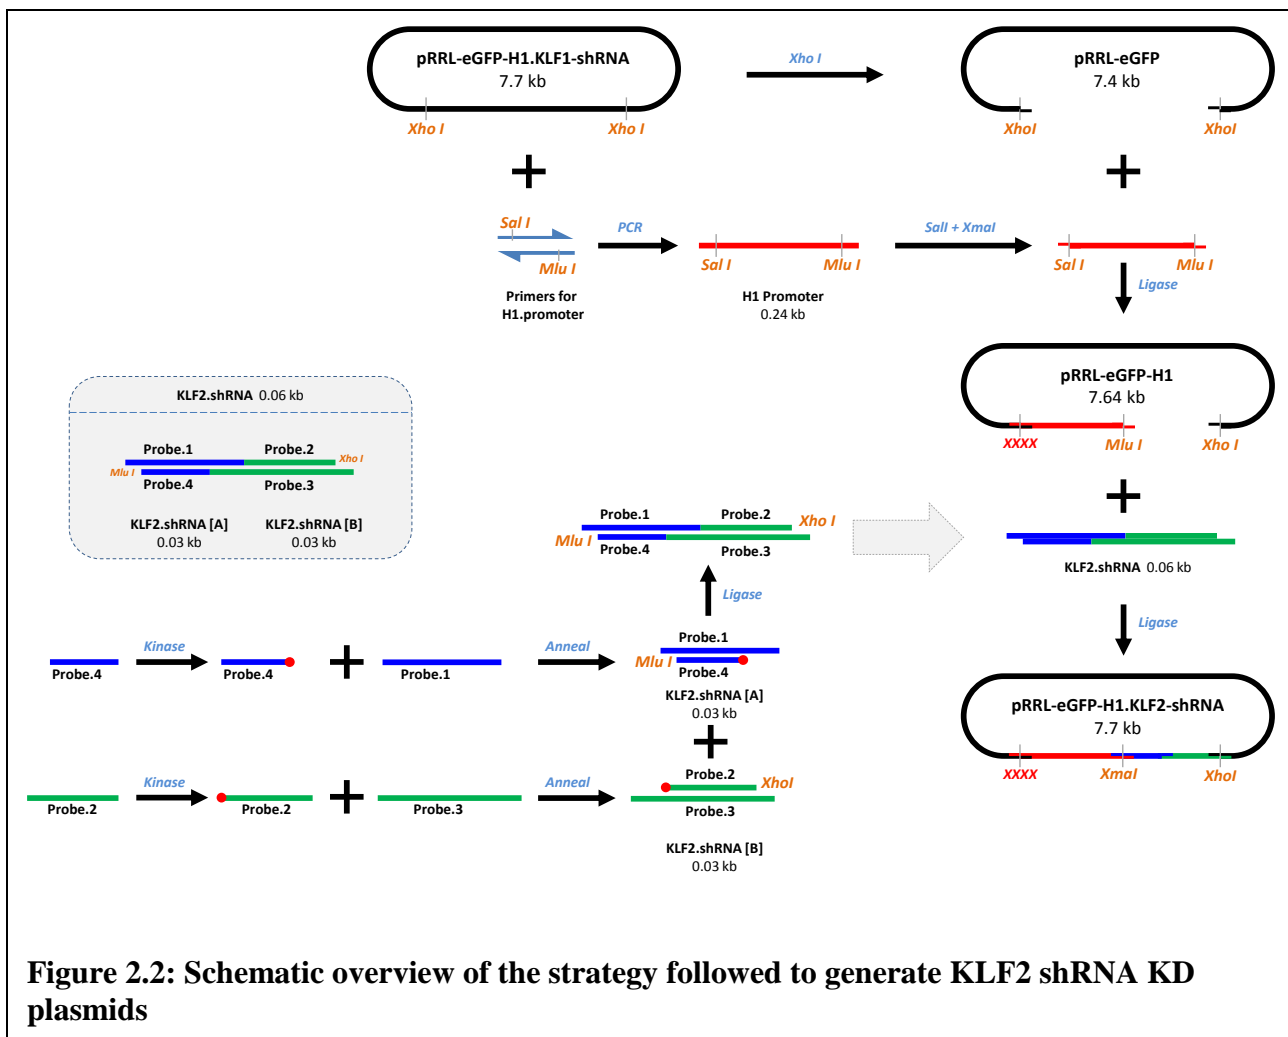 pRRL-eGFP-H1.KLF1-shRNA
7.7 kb
Xho I
Xho I
Xho I
pRRL-eGFP
7.4 kb
XhoI
XhoI
Sal I
Mlu I
Primers for
H1.promoter
PCR
Sal I
Mlu I
H1 Promoter
0.24 kb
SalI + XmaI
Sal I
Mlu I
Ligase
pRRL-eGFP-H1
7.64 kb
XXXX
Mlu I
Xho I
KLF2.shRNA 0.06 kb
Probe.1
Probe.2
Xho I
Mlu I
Probe.4
Probe.3
KLF2.shRNA [A]
0.03 kb
KLF2.shRNA [B]
0.03 kb
Probe.1
Probe.2
Xho I
Mlu I
Probe.4
Probe.3
KLF2.shRNA 0.06 kb
Ligase
Ligase
Probe.4
Kinase
Probe.4
Probe.1
Anneal
Probe.1
Mlu I
Probe.4
KLF2.shRNA [A]
0.03 kb
pRRL-eGFP-H1.KLF2-shRNA
7.7 kb
XXXX
XmaI
XhoI
Probe.2
Kinase
Probe.2
Probe.3
Anneal
Probe.2
XhoI
Probe.3
KLF2.shRNA [B]
0.03 kb
Figure 2.2: Schematic overview of the strategy followed to generate KLF2 shRNA KD
plasmids